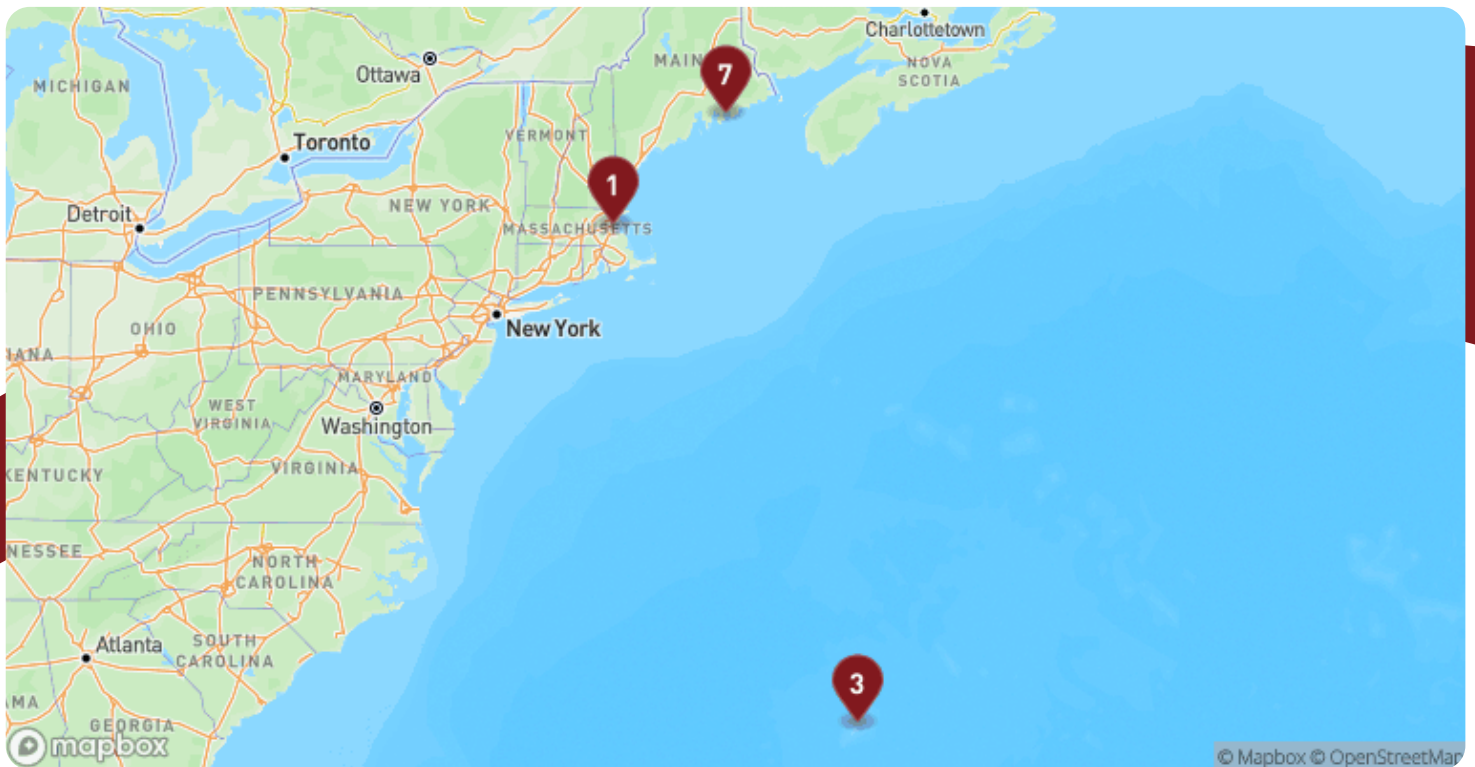 Charlottetown
Ottawa
MAIN
7
NOVA
SCOTIA
MICHIGAN
Toronto
VERMONT
1
NEW YORK
Detroit
MASSACHUSETTS
PENNSYLVANIA
New York
OHIO
IANA
MARYLAND
WEST
VIRGINIA
Washington
VIRGINIA
KENTUCKY
NESSEE
NORTH
CAROLINA
Atlanta
SOUTH
CAROLINA
3
AMA
GEORGIA
mapbox
© Mapbox © OpenStreetMap